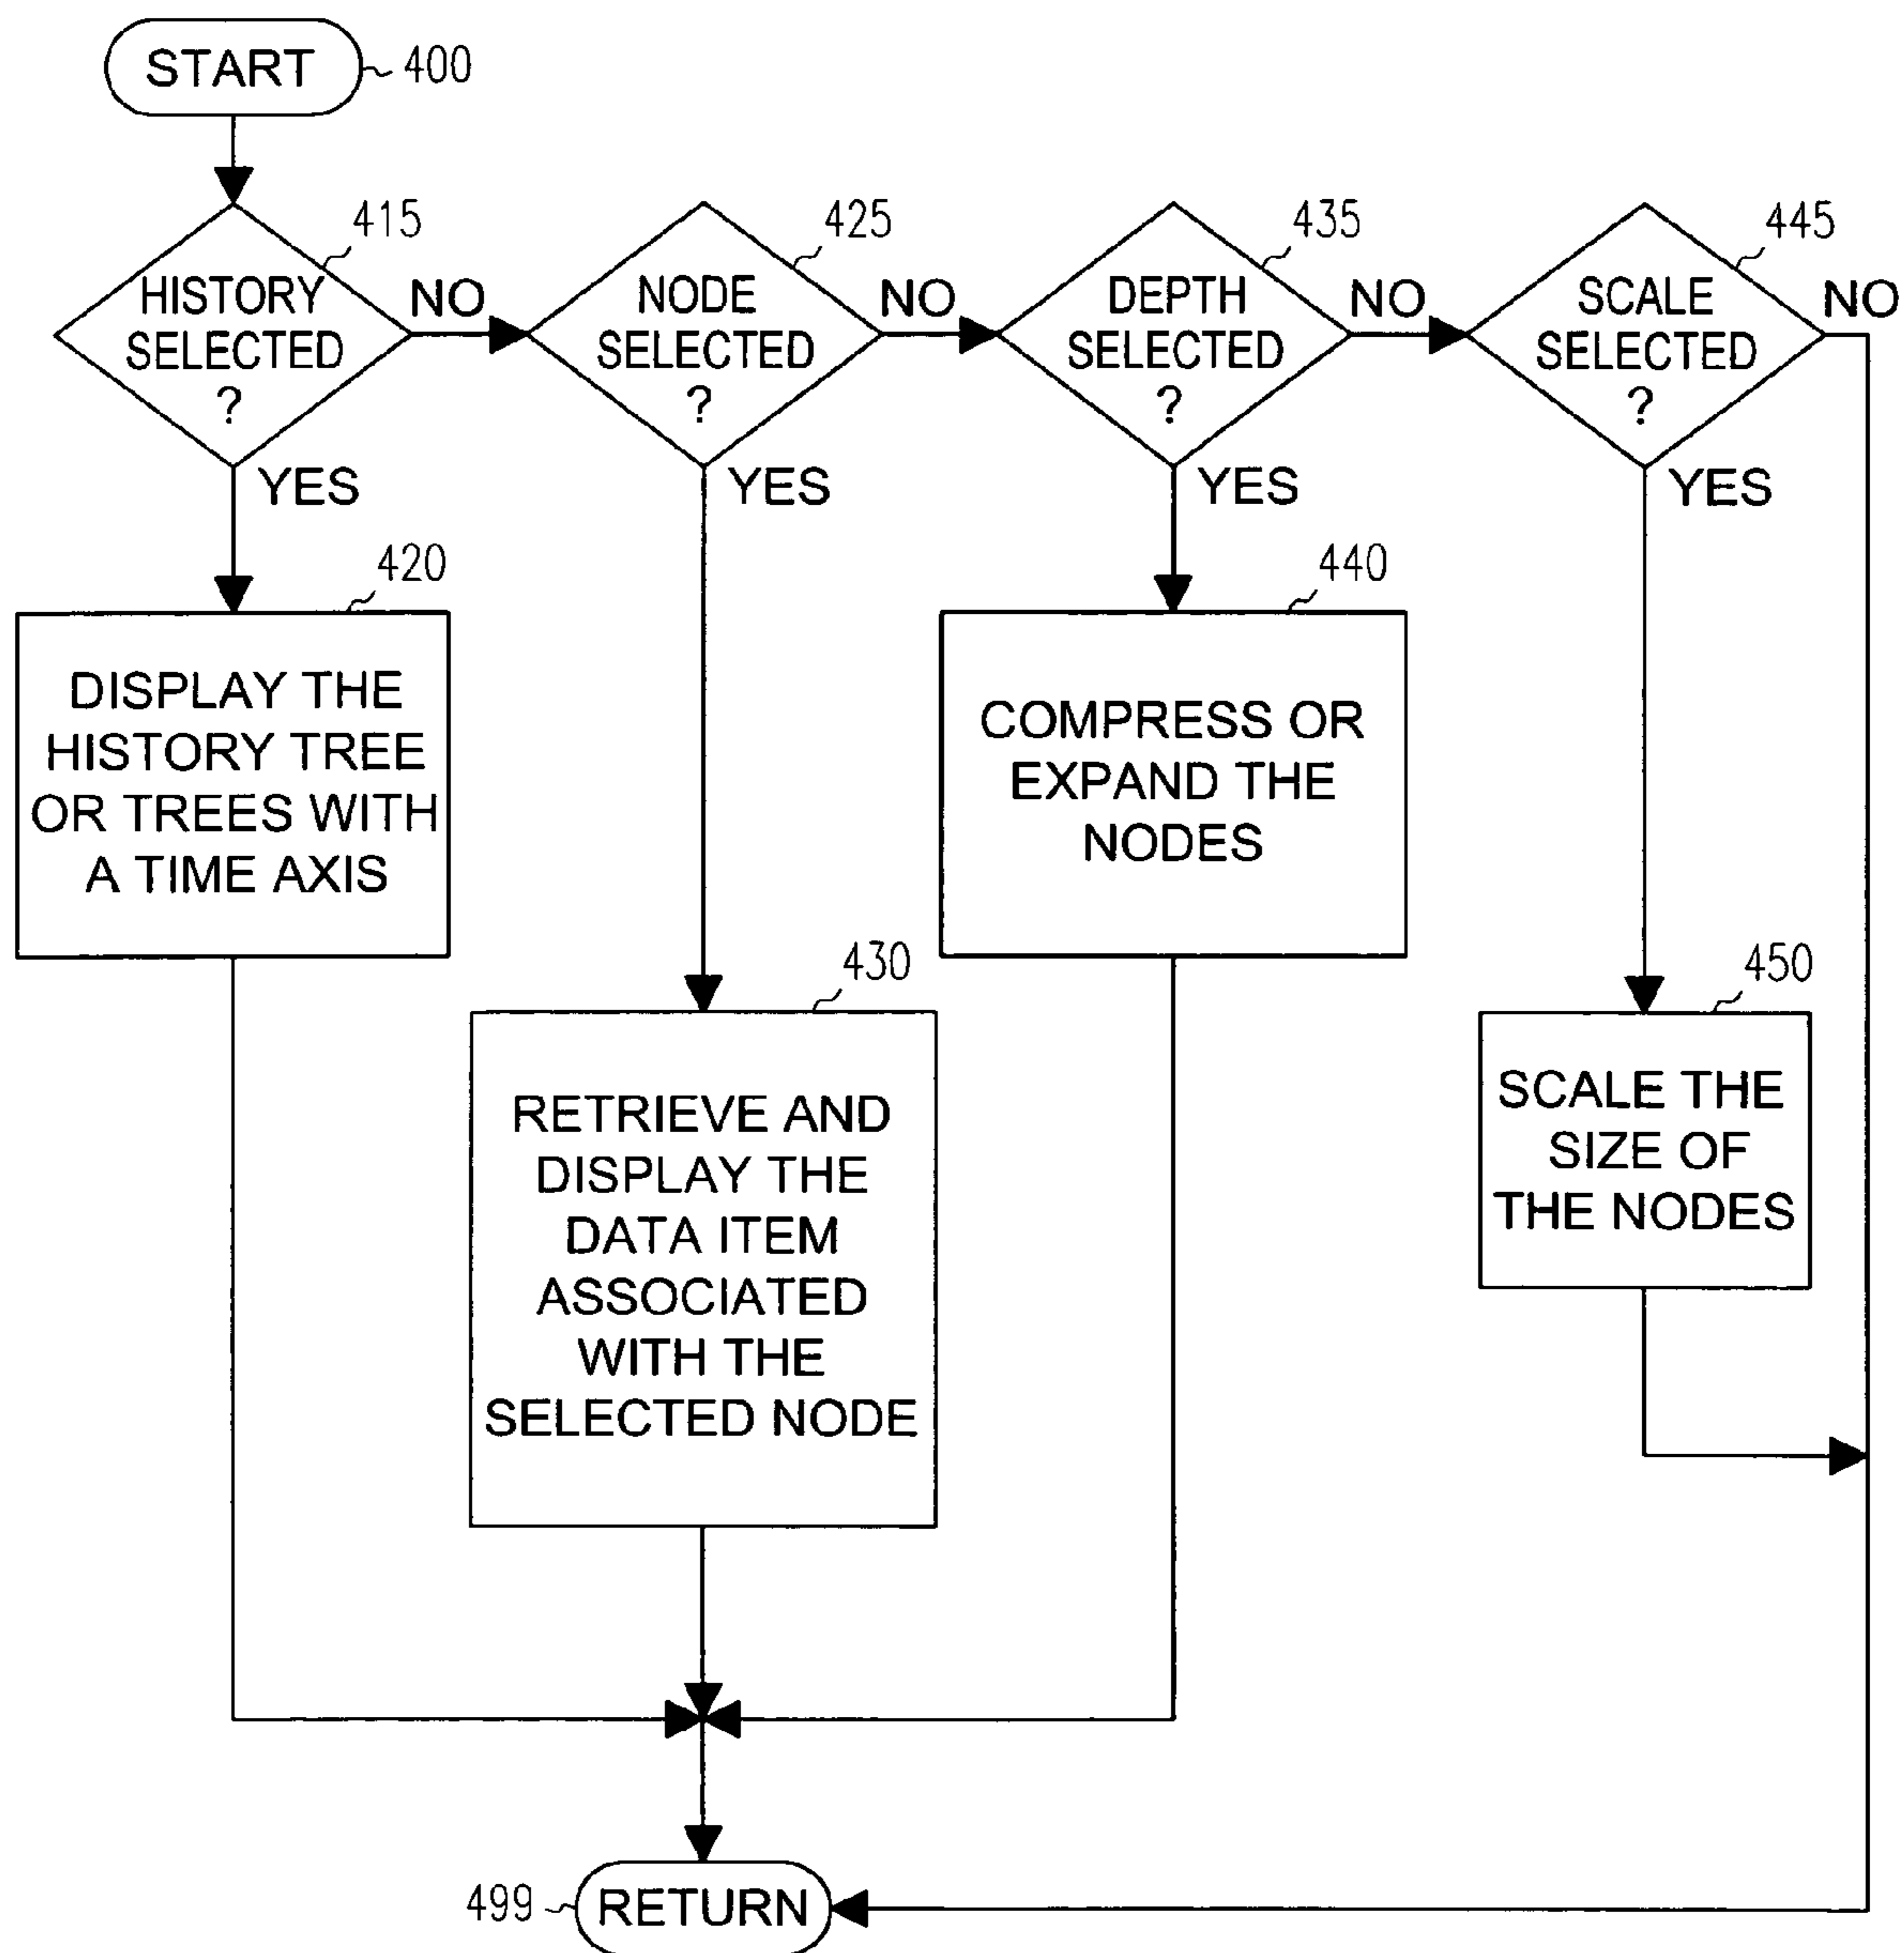 START
400
415
HISTORY
SELECTED
?
NO
YES
425
NODE
SELECTED
?
NO
YES
435
DEPTH
SELECTED
?
NO
YES
445
SCALE
SELECTED
?
NO
YES
420
DISPLAY THE
HISTORY TREE
OR TREES WITH
A TIME AXIS
440
COMPRESS OR
EXPAND THE
NODES
430
RETRIEVE AND
DISPLAY THE
DATA ITEM
ASSOCIATED
WITH THE
SELECTED NODE
450
SCALE THE
SIZE OF
THE NODES
499
RETURN